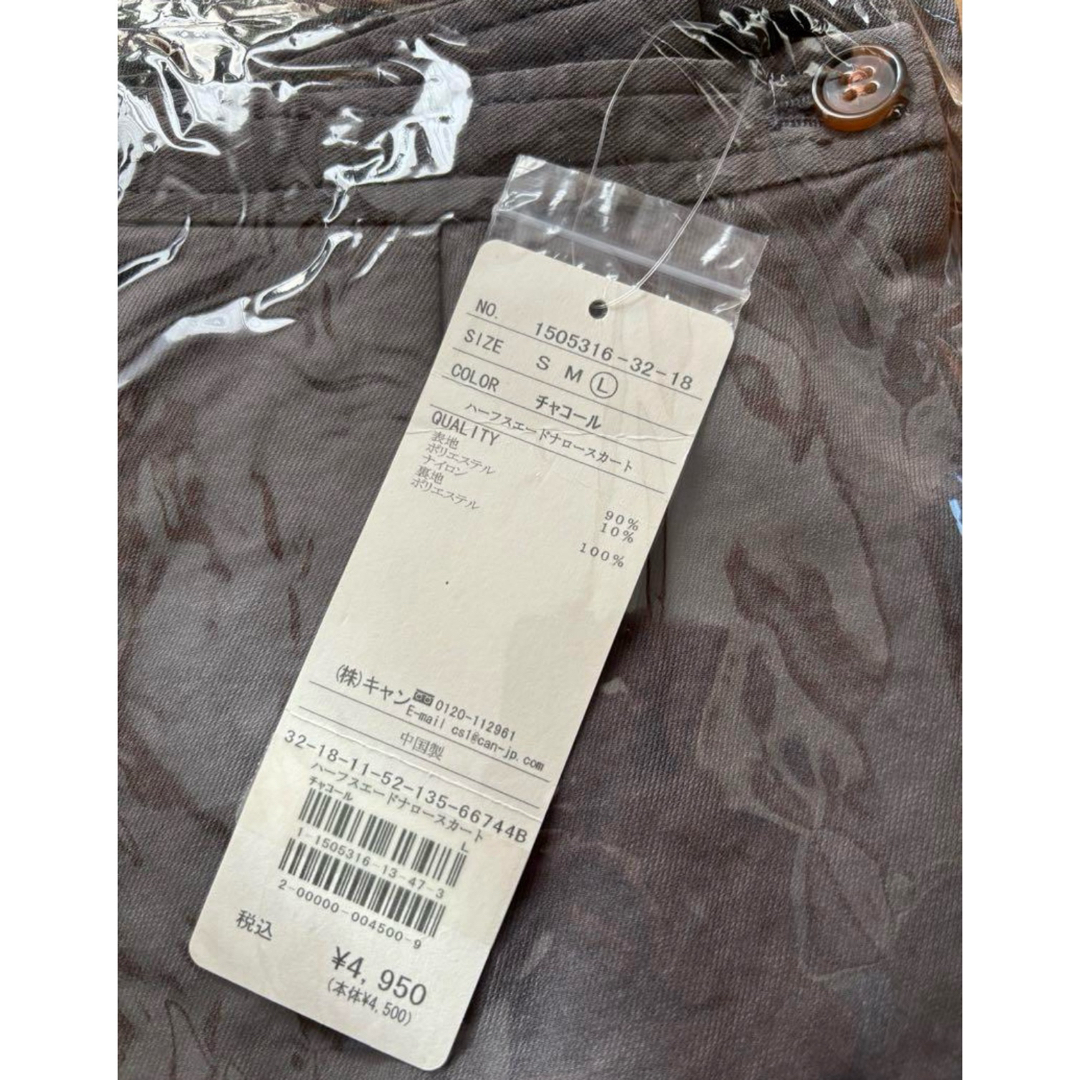 NO. 1505316-32-18
SIZE S M L
COLOR チャコール
ハーフスエードナロースカート
QUALITY
表地
ポリエステル 90%
ナイロン 10%
裏地
ポリエステル 100%
(株)キャン 0120-112961
E-mail cs1@can-jp.com
中国製
32-18-11-52-135-66744B
ハーフスエードナロースカート
チャコール L
1-1505316-13-47-3
2-00000-004500-9
税込 ¥4,950
(本体¥4,500)